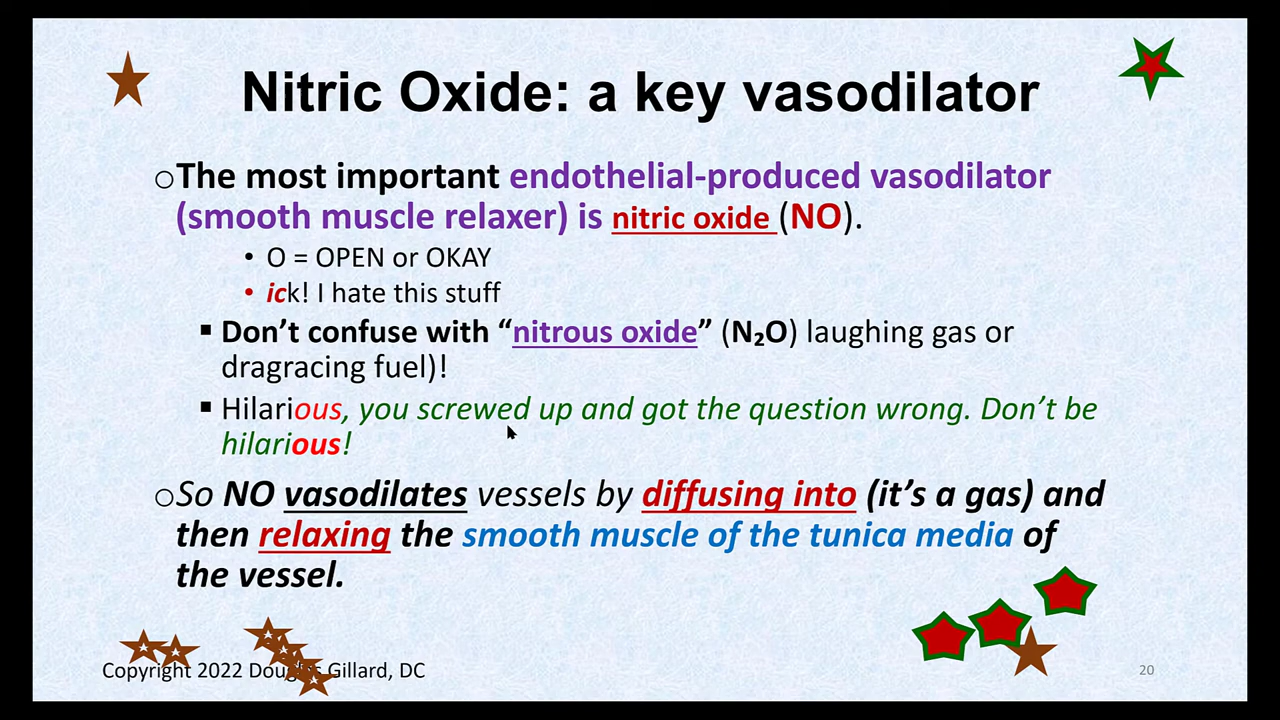 Nitric Oxide: a key vasodilator
The most important endothelial-produced vasodilator
(smooth muscle relaxer) is nitric oxide (NO).
• O = OPEN or OKAY
• ick! I hate this stuff
▪ Don’t confuse with “nitrous oxide” (N₂O) laughing gas or
dragracing fuel)!
▪ Hilarious, you screwed up and got the question wrong. Don’t be
hilarious!
So NO vasodilates vessels by diffusing into (it’s a gas) and
then relaxing the smooth muscle of the tunica media of
the vessel.
Copyright 2022 Douglas Gillard, DC
20